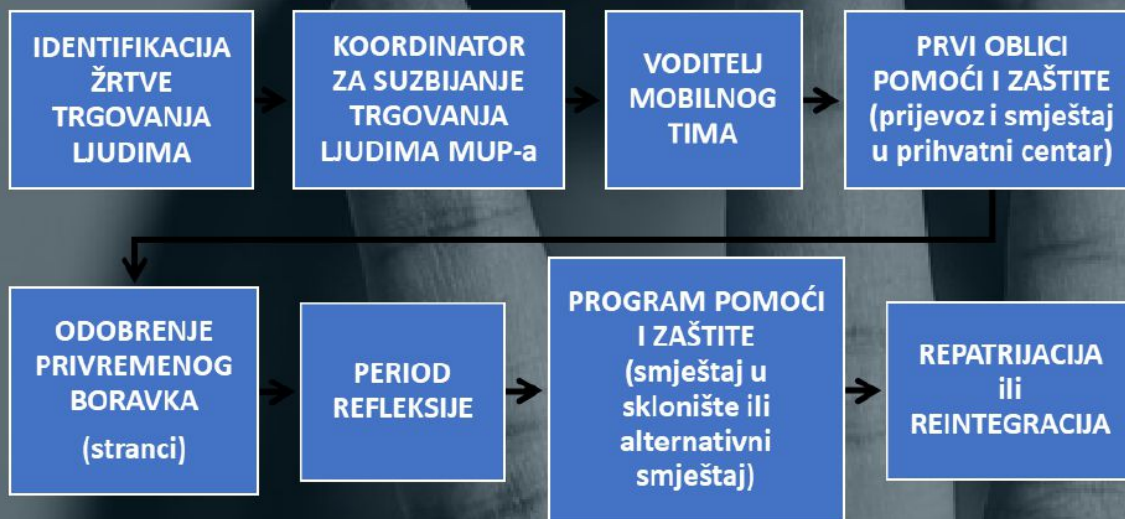 IDENTIFIKACIJA
ŽRTVE
TRGOVANJA
LJUDIMA
KOORDINATOR
ZA SUZBIJANJE
TRGOVANJA
LJUDIMA MUP-a
VODITELJ
MOBILNOG
TIMA
PRVI OBLICI
POMOĆI I ZAŠTITE
(prijevoz i smještaj
u prihvatni centar)
ODOBRENJE
PRIVREMENOG
BORAVKA
(stranci)
PERIOD
REFLEKSIJE
PROGRAM POMOĆI
I ZAŠTITE
(smještaj u
sklonište ili
alternativni
smještaj)
REPATRIJACIJA
ili
REINTEGRACIJA